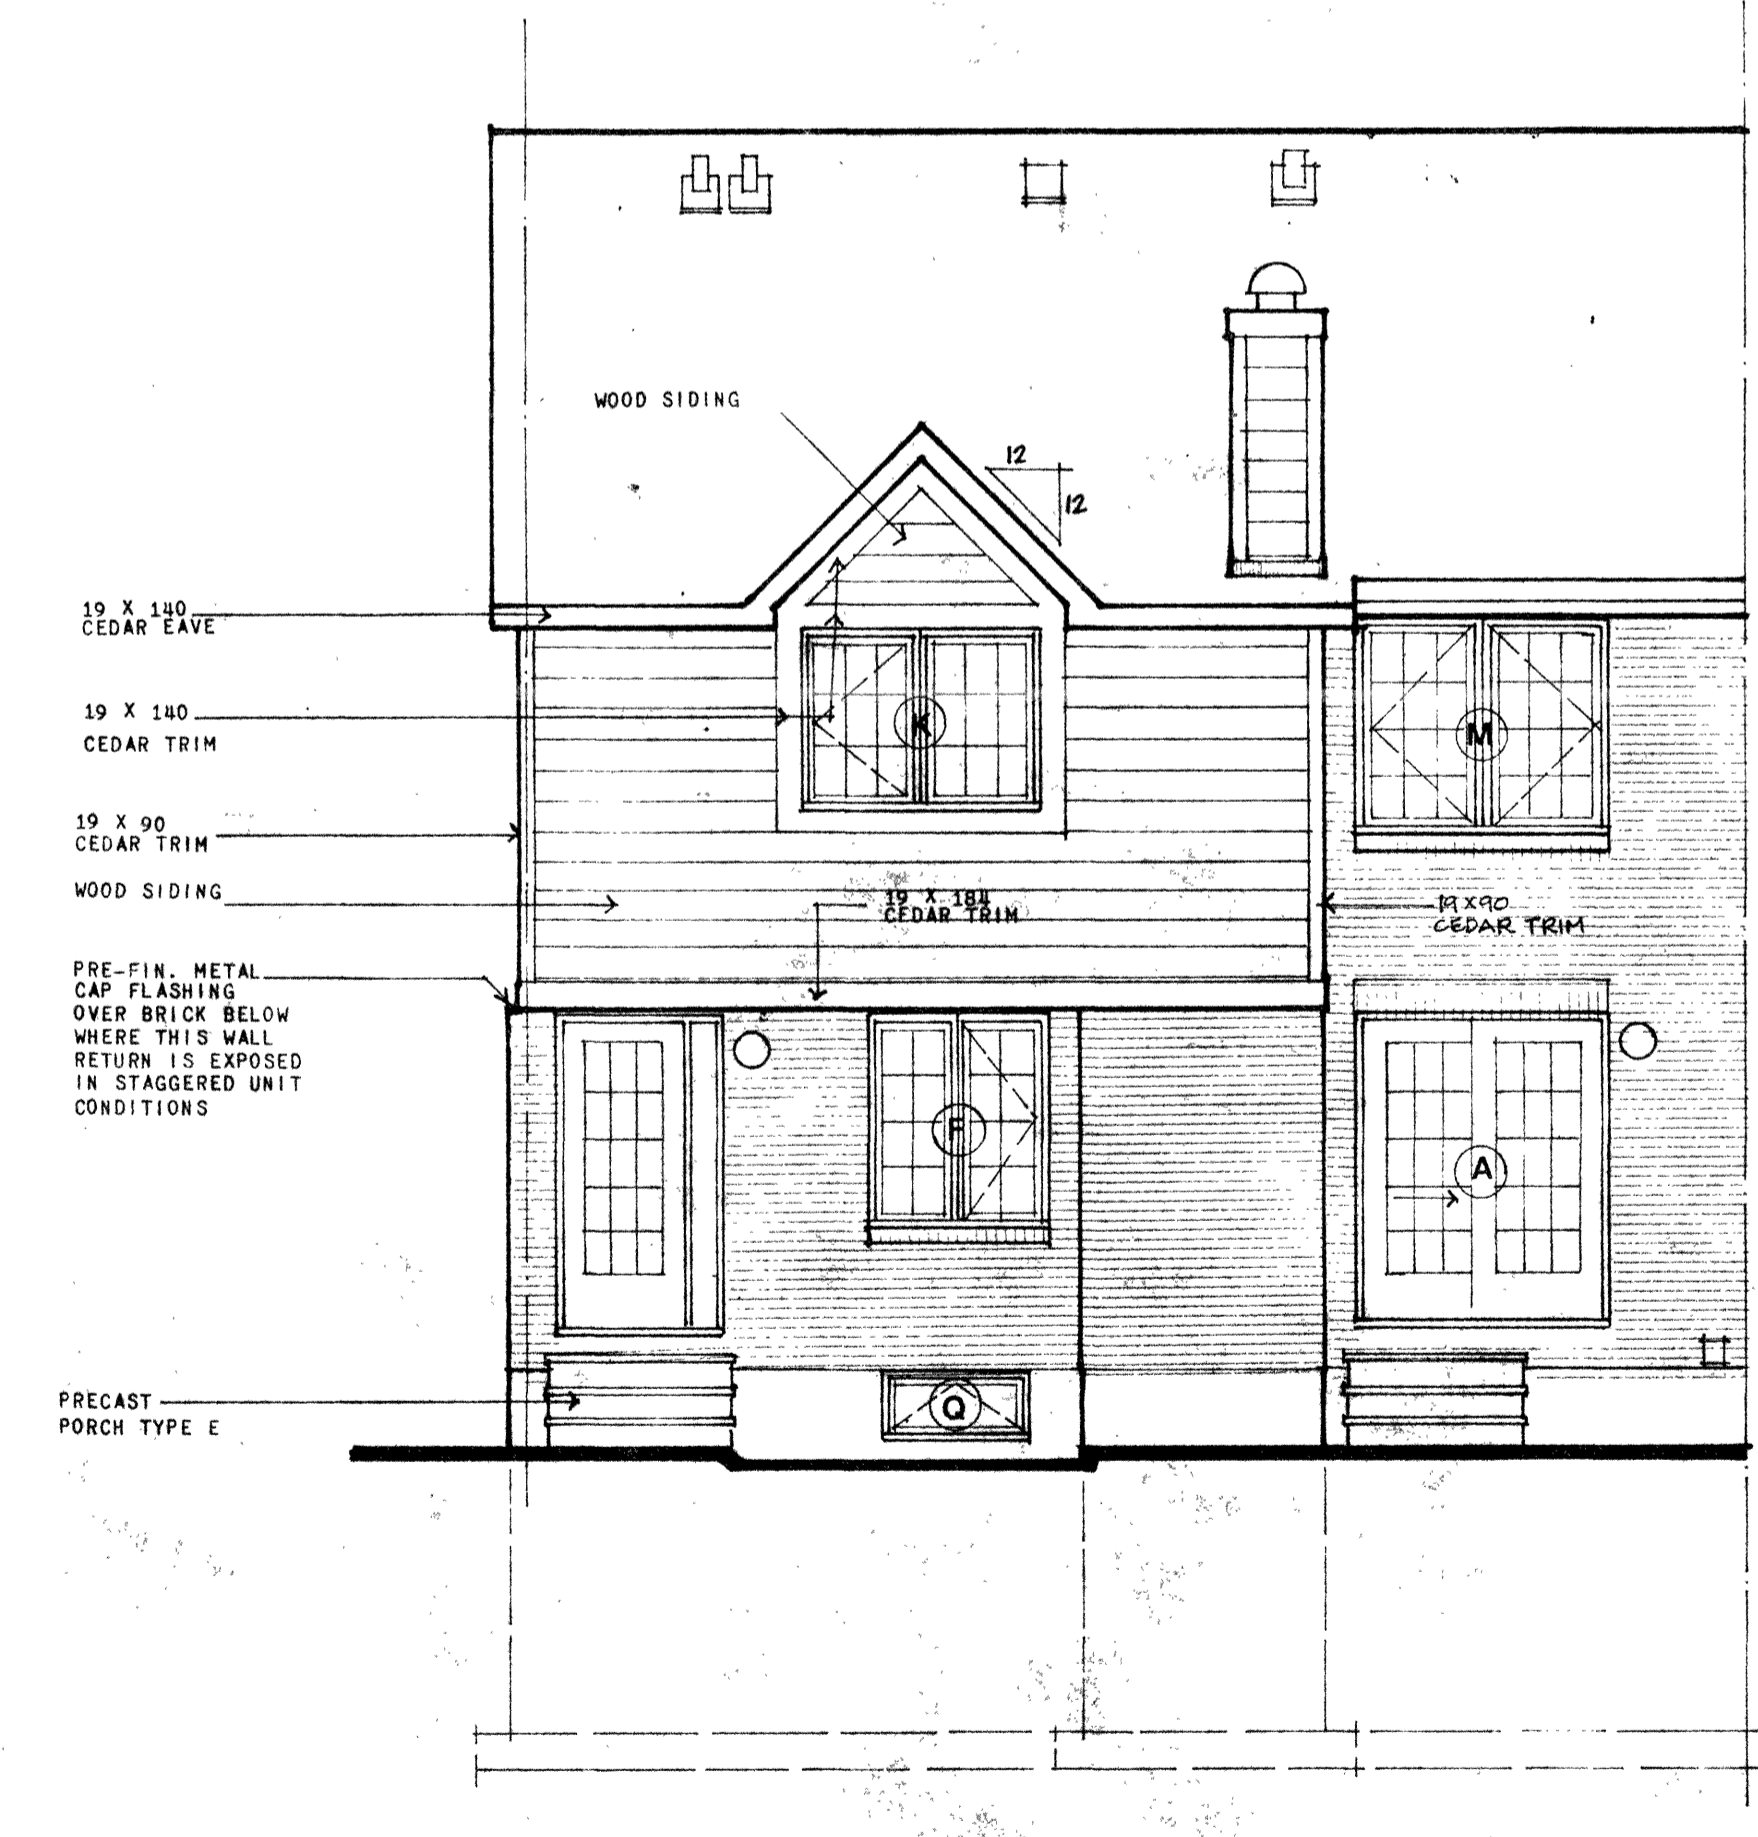 WOOD SIDING
12
12
19 X 140
CEDAR EAVE
19 X 140
CEDAR TRIM
K
M
19 X 90
CEDAR TRIM
WOOD SIDING
19 X 184
CEDAR TRIM
19 X 90
CEDAR TRIM
PRE-FIN. METAL
CAP FLASHING
OVER BRICK BELOW
WHERE THIS WALL
RETURN IS EXPOSED
IN STAGGERED UNIT
CONDITIONS
F
A
PRECAST
PORCH TYPE E
Q